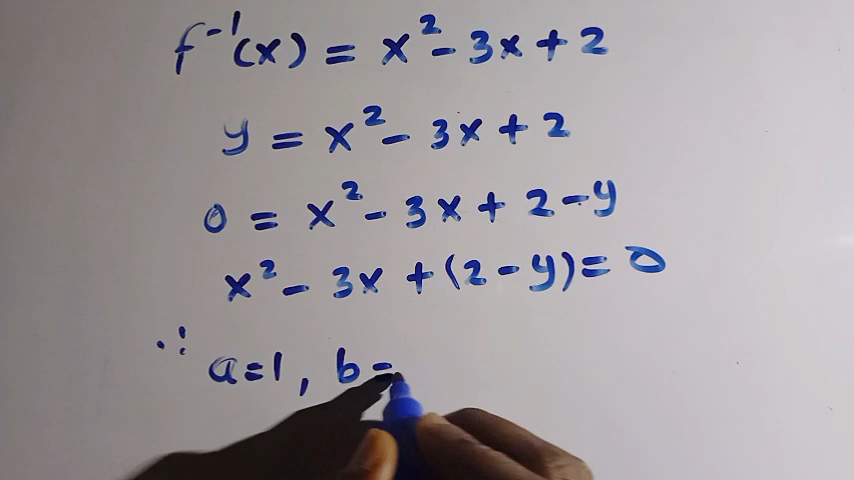 f⁻¹(x) = x² - 3x + 2
y = x² - 3x + 2
0 = x² - 3x + 2 - y
x² - 3x + (2 - y) = 0
∵ a = 1, b =